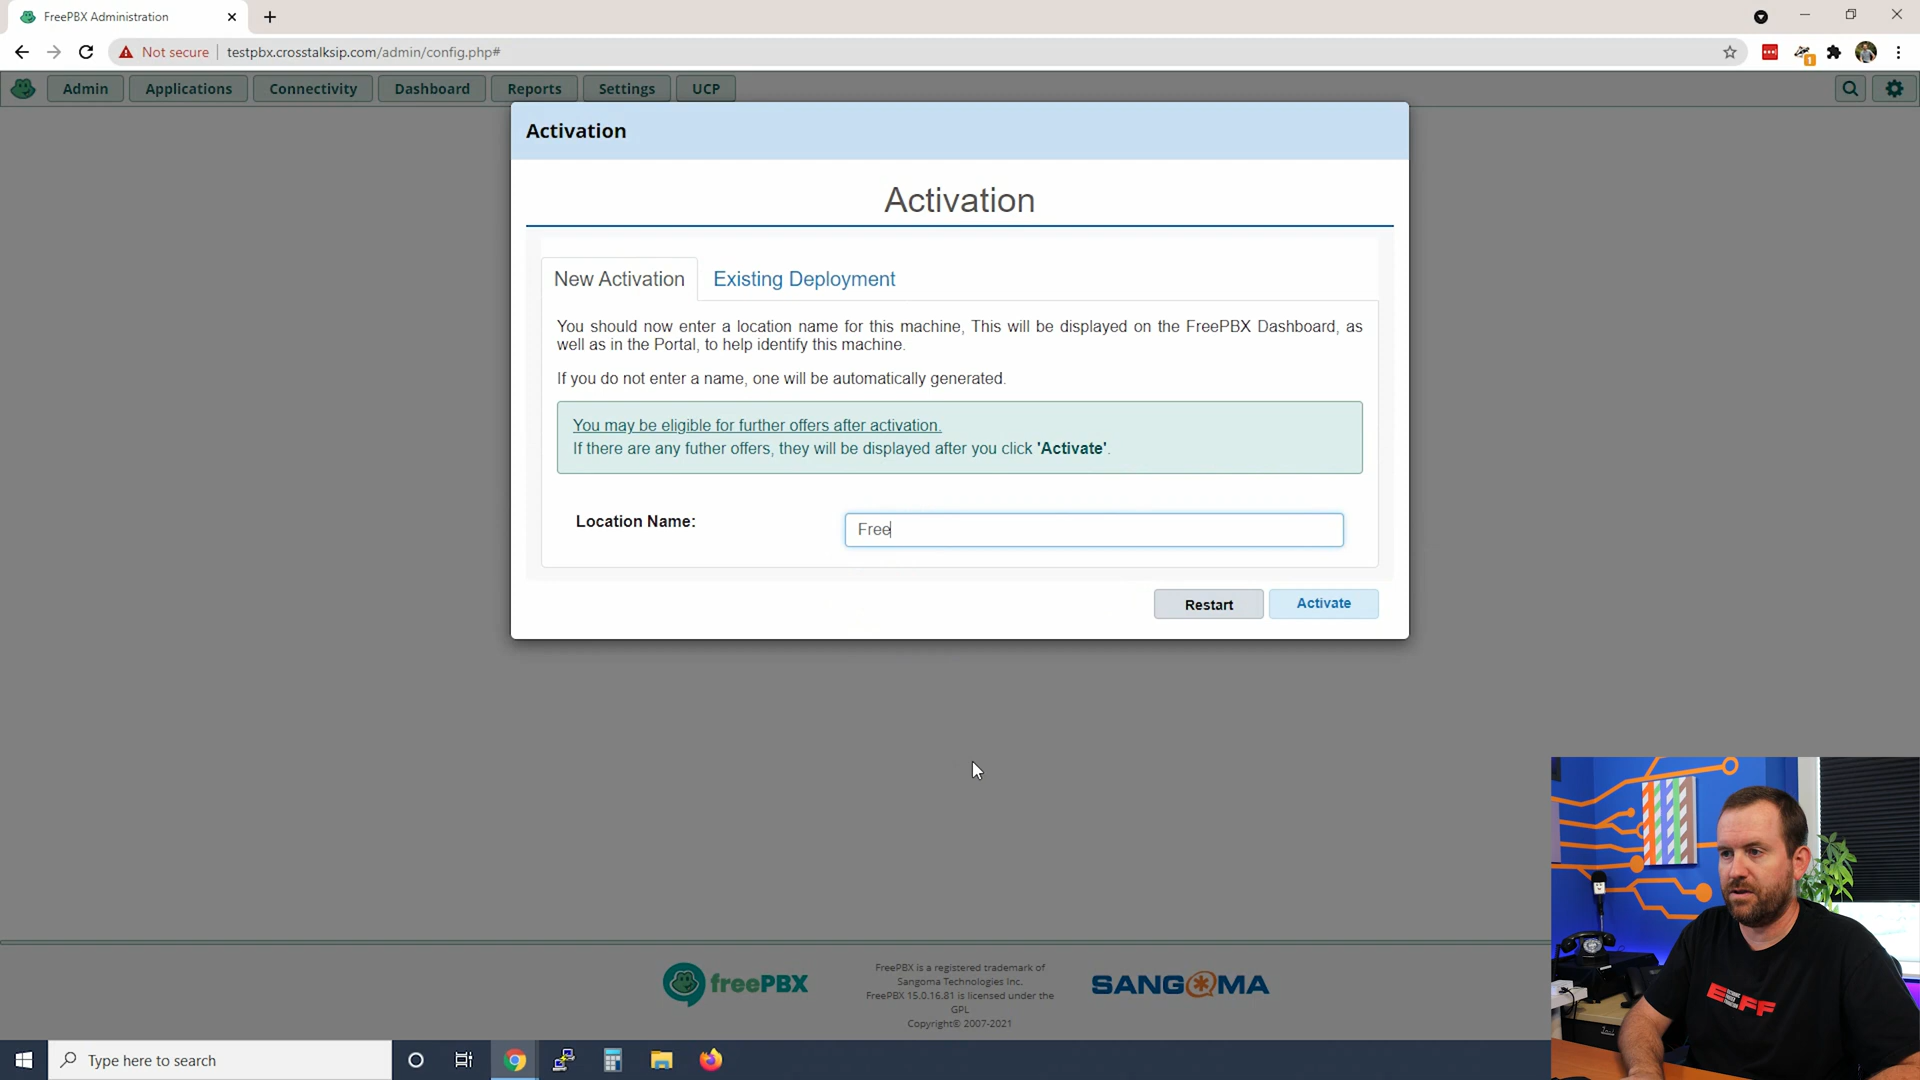 FreePBX Administration
Not secure
testpbx.crosstalksip.com/admin/config.php#
1
Admin
Applications
Connectivity
Dashboard
Reports
Settings
UCP
Activation
Activation
New Activation
Existing Deployment
You should now enter a location name for this machine, This will be displayed on the FreePBX Dashboard, as
well as in the Portal, to help identify this machine.
If you do not enter a name, one will be automatically generated.
You may be eligible for further offers after activation.
If there are any futher offers, they will be displayed after you click 'Activate'.
Location Name:
Free
Restart
Activate
freePBX
FreePBX is a registered trademark of
Sangoma Technologies Inc.
FreePBX 15.0.16.81 is licensed under the
GPL
Copyright© 2007-2021
SANGOMA
EFF
Type here to search